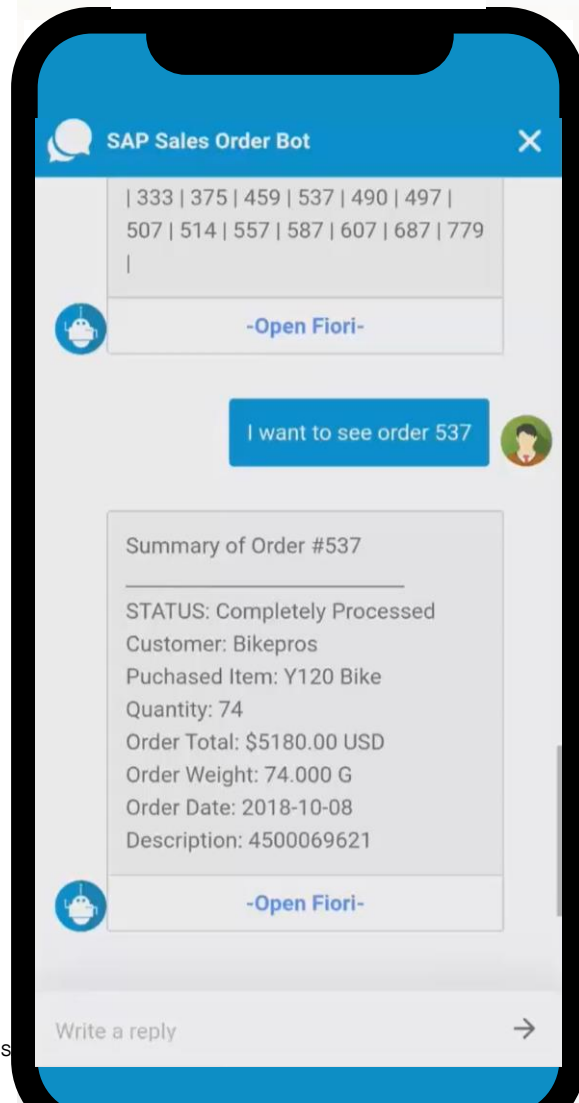 SAP Sales Order Bot
| 333 | 375 | 459 | 537 | 490 | 497 |
507 | 514 | 557 | 587 | 607 | 687 | 779
|
-Open Fiori-
I want to see order 537
Summary of Order #537
STATUS: Completely Processed
Customer: Bikepros
Puchased Item: Y120 Bike
Quantity: 74
Order Total: $5180.00 USD
Order Weight: 74.000 G
Order Date: 2018-10-08
Description: 4500069621
-Open Fiori-
Write a reply
s